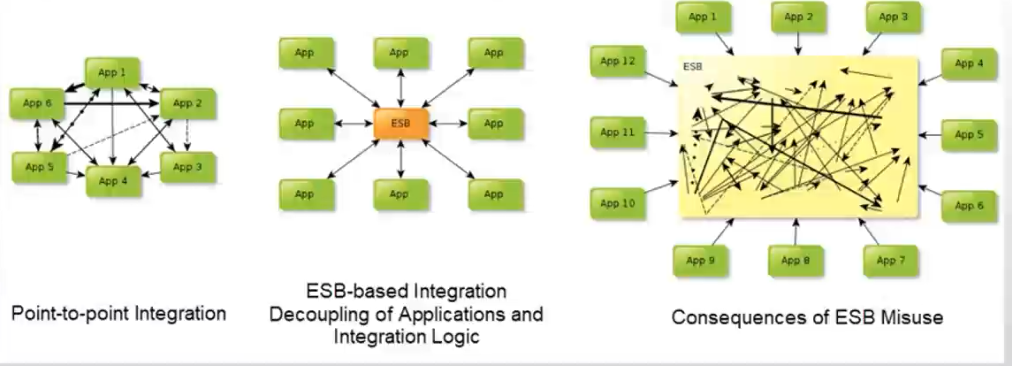 App 1
App 6
App 2
App 5
App 3
App 4
Point-to-point Integration
App
App
App
App
ESB
App
App
App
App
ESB-based Integration
Decoupling of Applications and
Integration Logic
App 1
App 2
App 3
App 12
ESB
App 4
App 11
App 5
App 10
App 6
App 9
App 8
App 7
Consequences of ESB Misuse